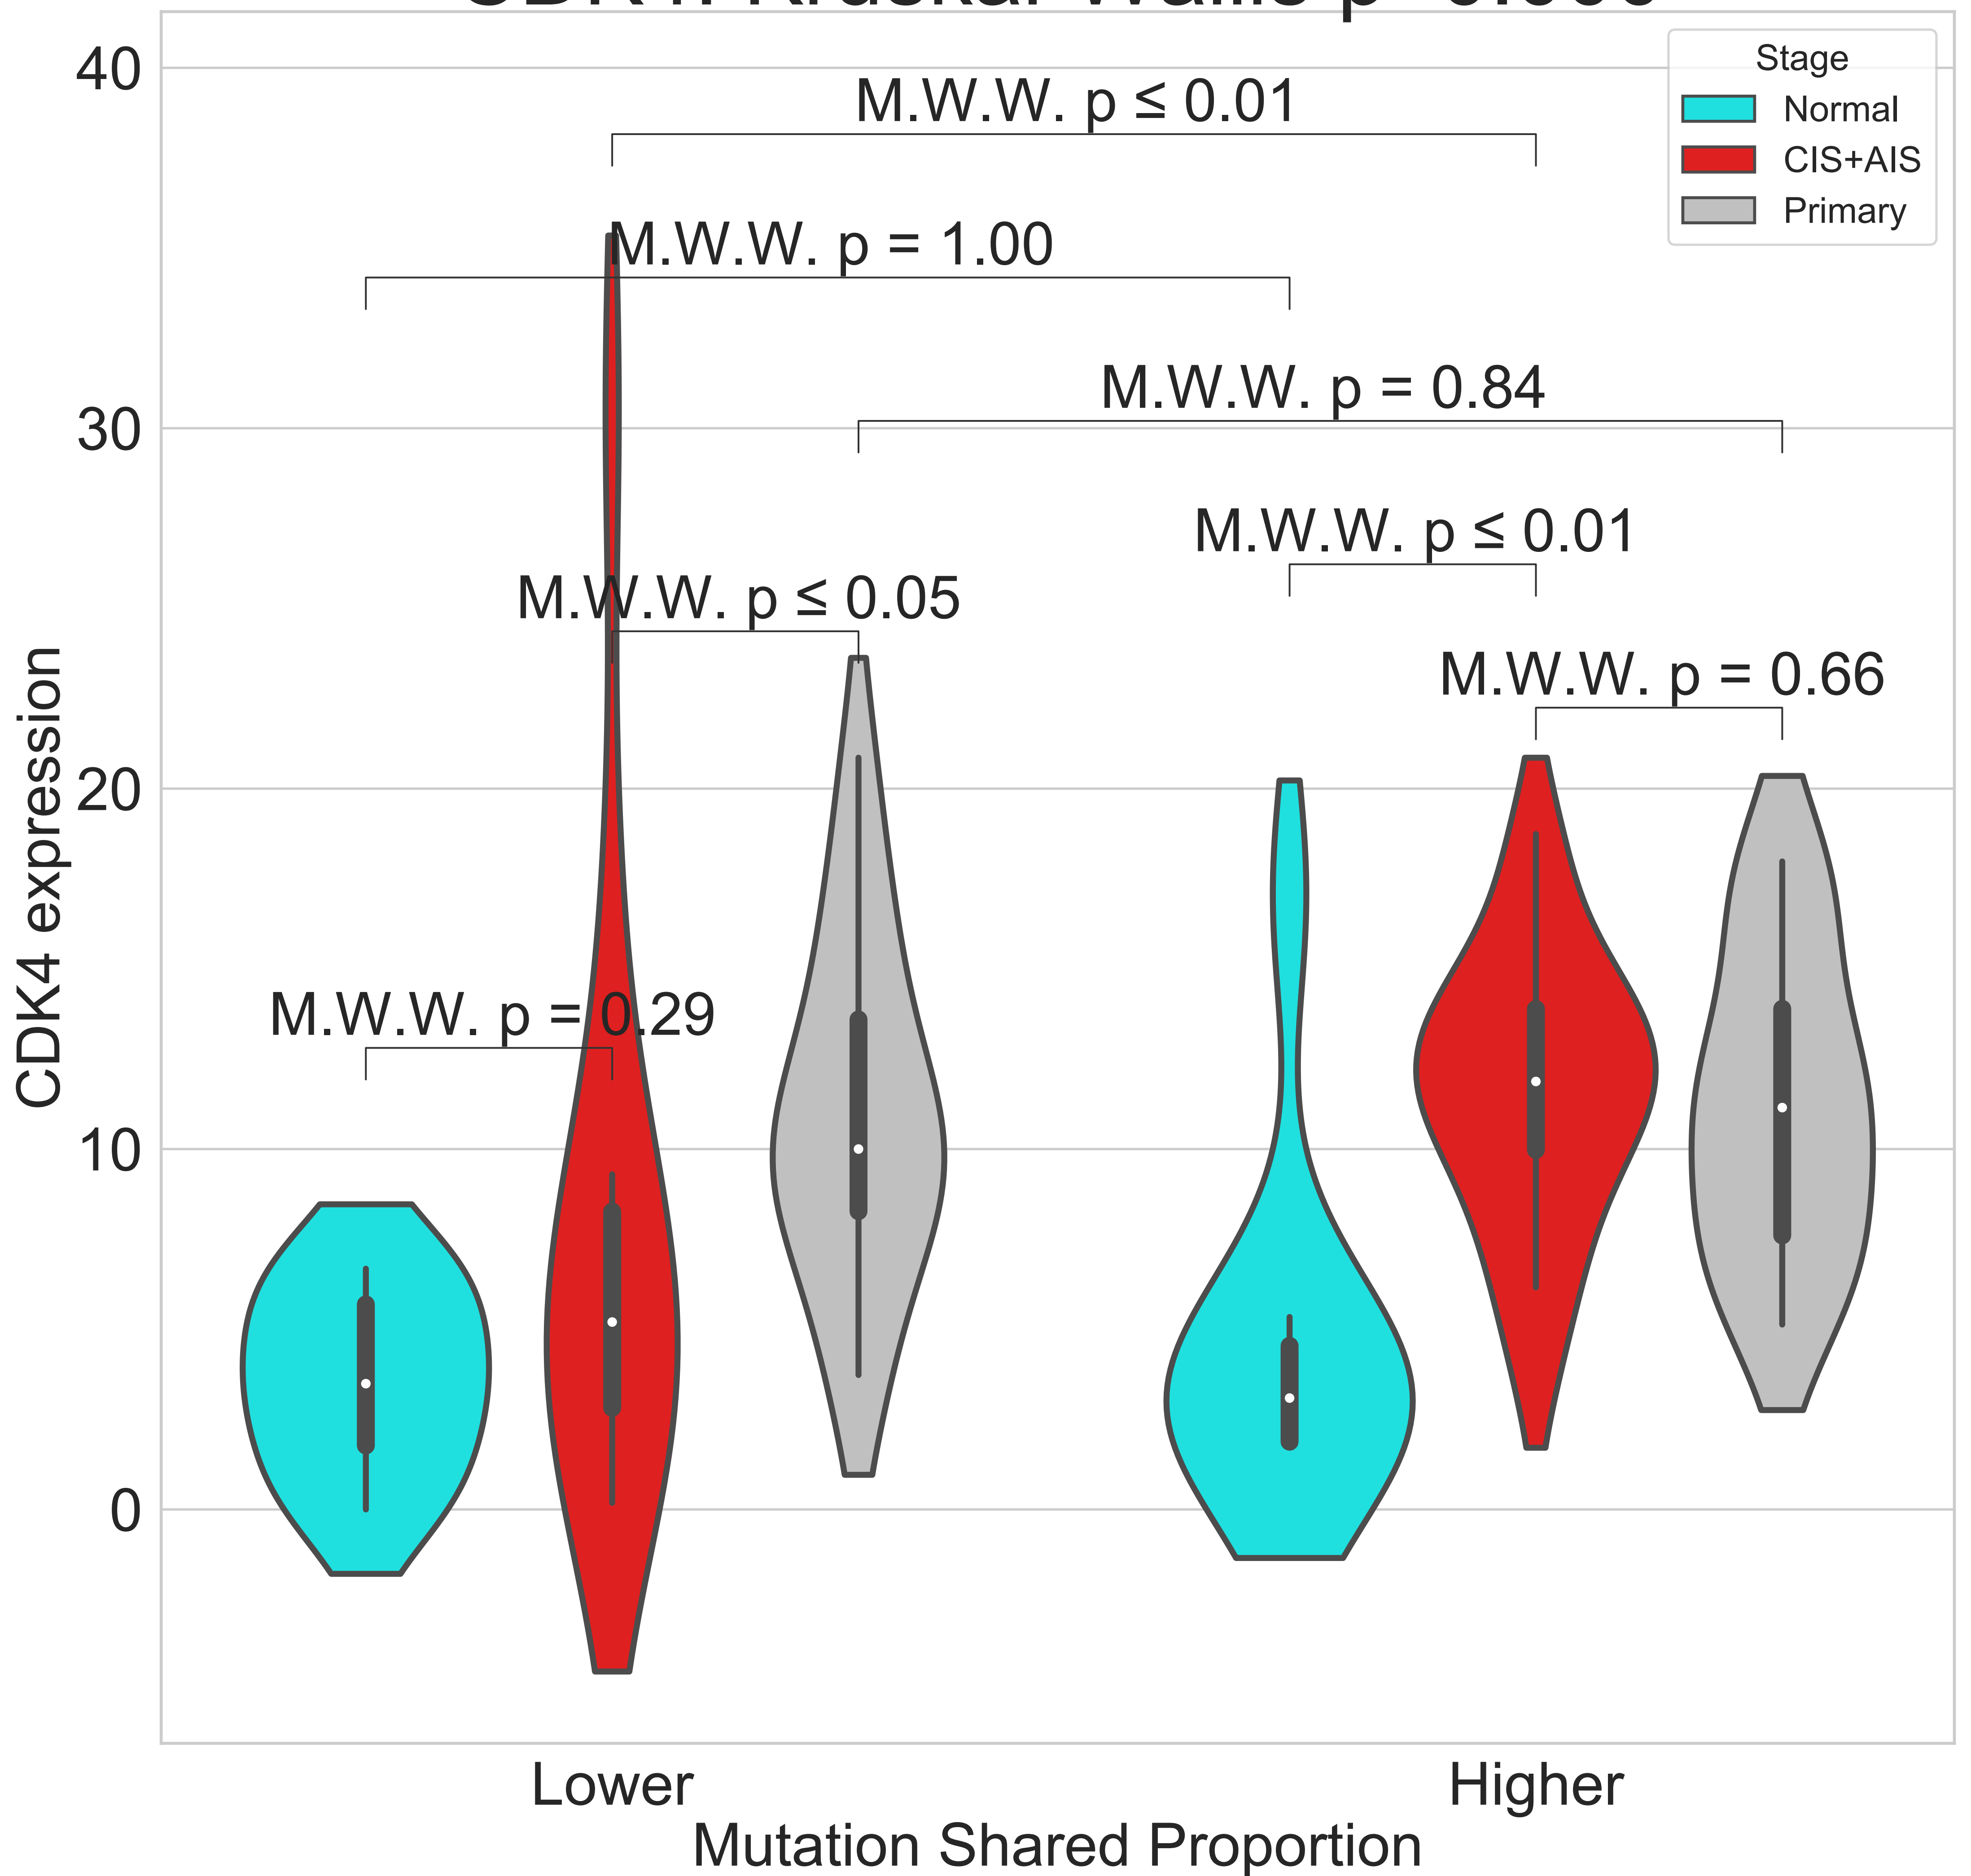 40
30
20
10
0
CDK4 expression
Stage
Normal
CIS+AIS
Primary
M.W.W. p ≤ 0.01
M.W.W. p = 1.00
M.W.W. p = 0.84
M.W.W. p ≤ 0.01
M.W.W. p ≤ 0.05
M.W.W. p = 0.66
M.W.W. p = 0.29
Lower
Higher
Mutation Shared Proportion